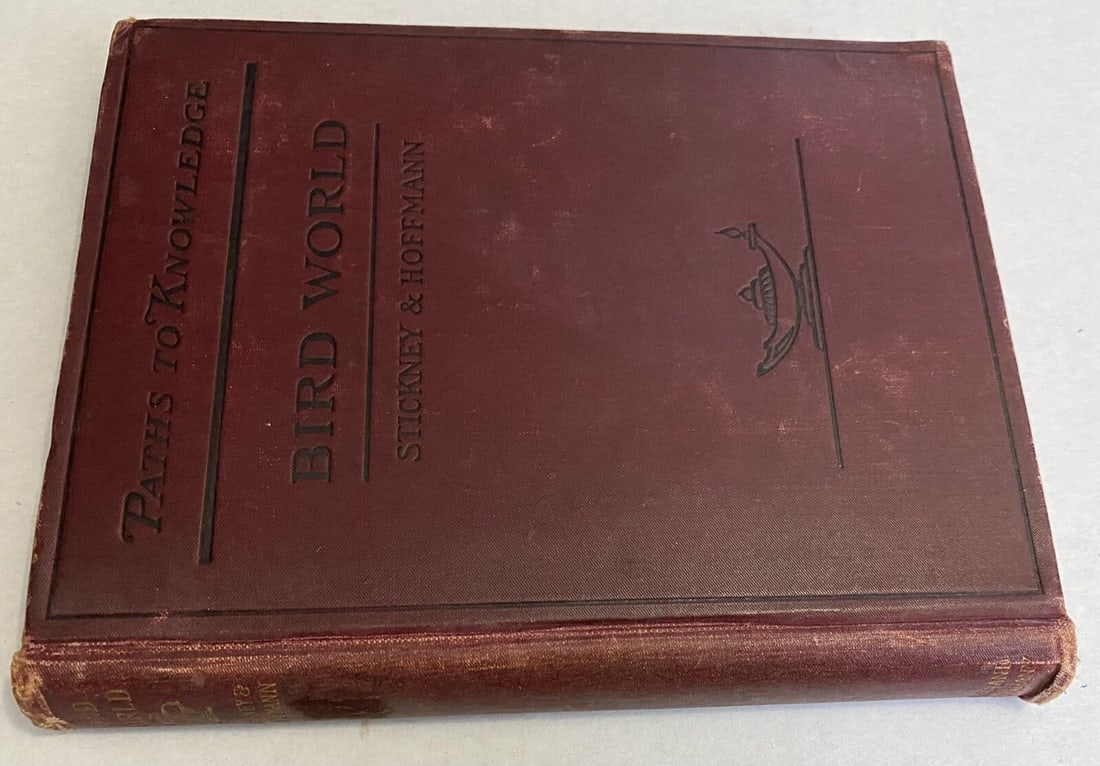 PATHS TO KNOWLEDGE
BIRD WORLD
STICKNEY & HOFFMANN